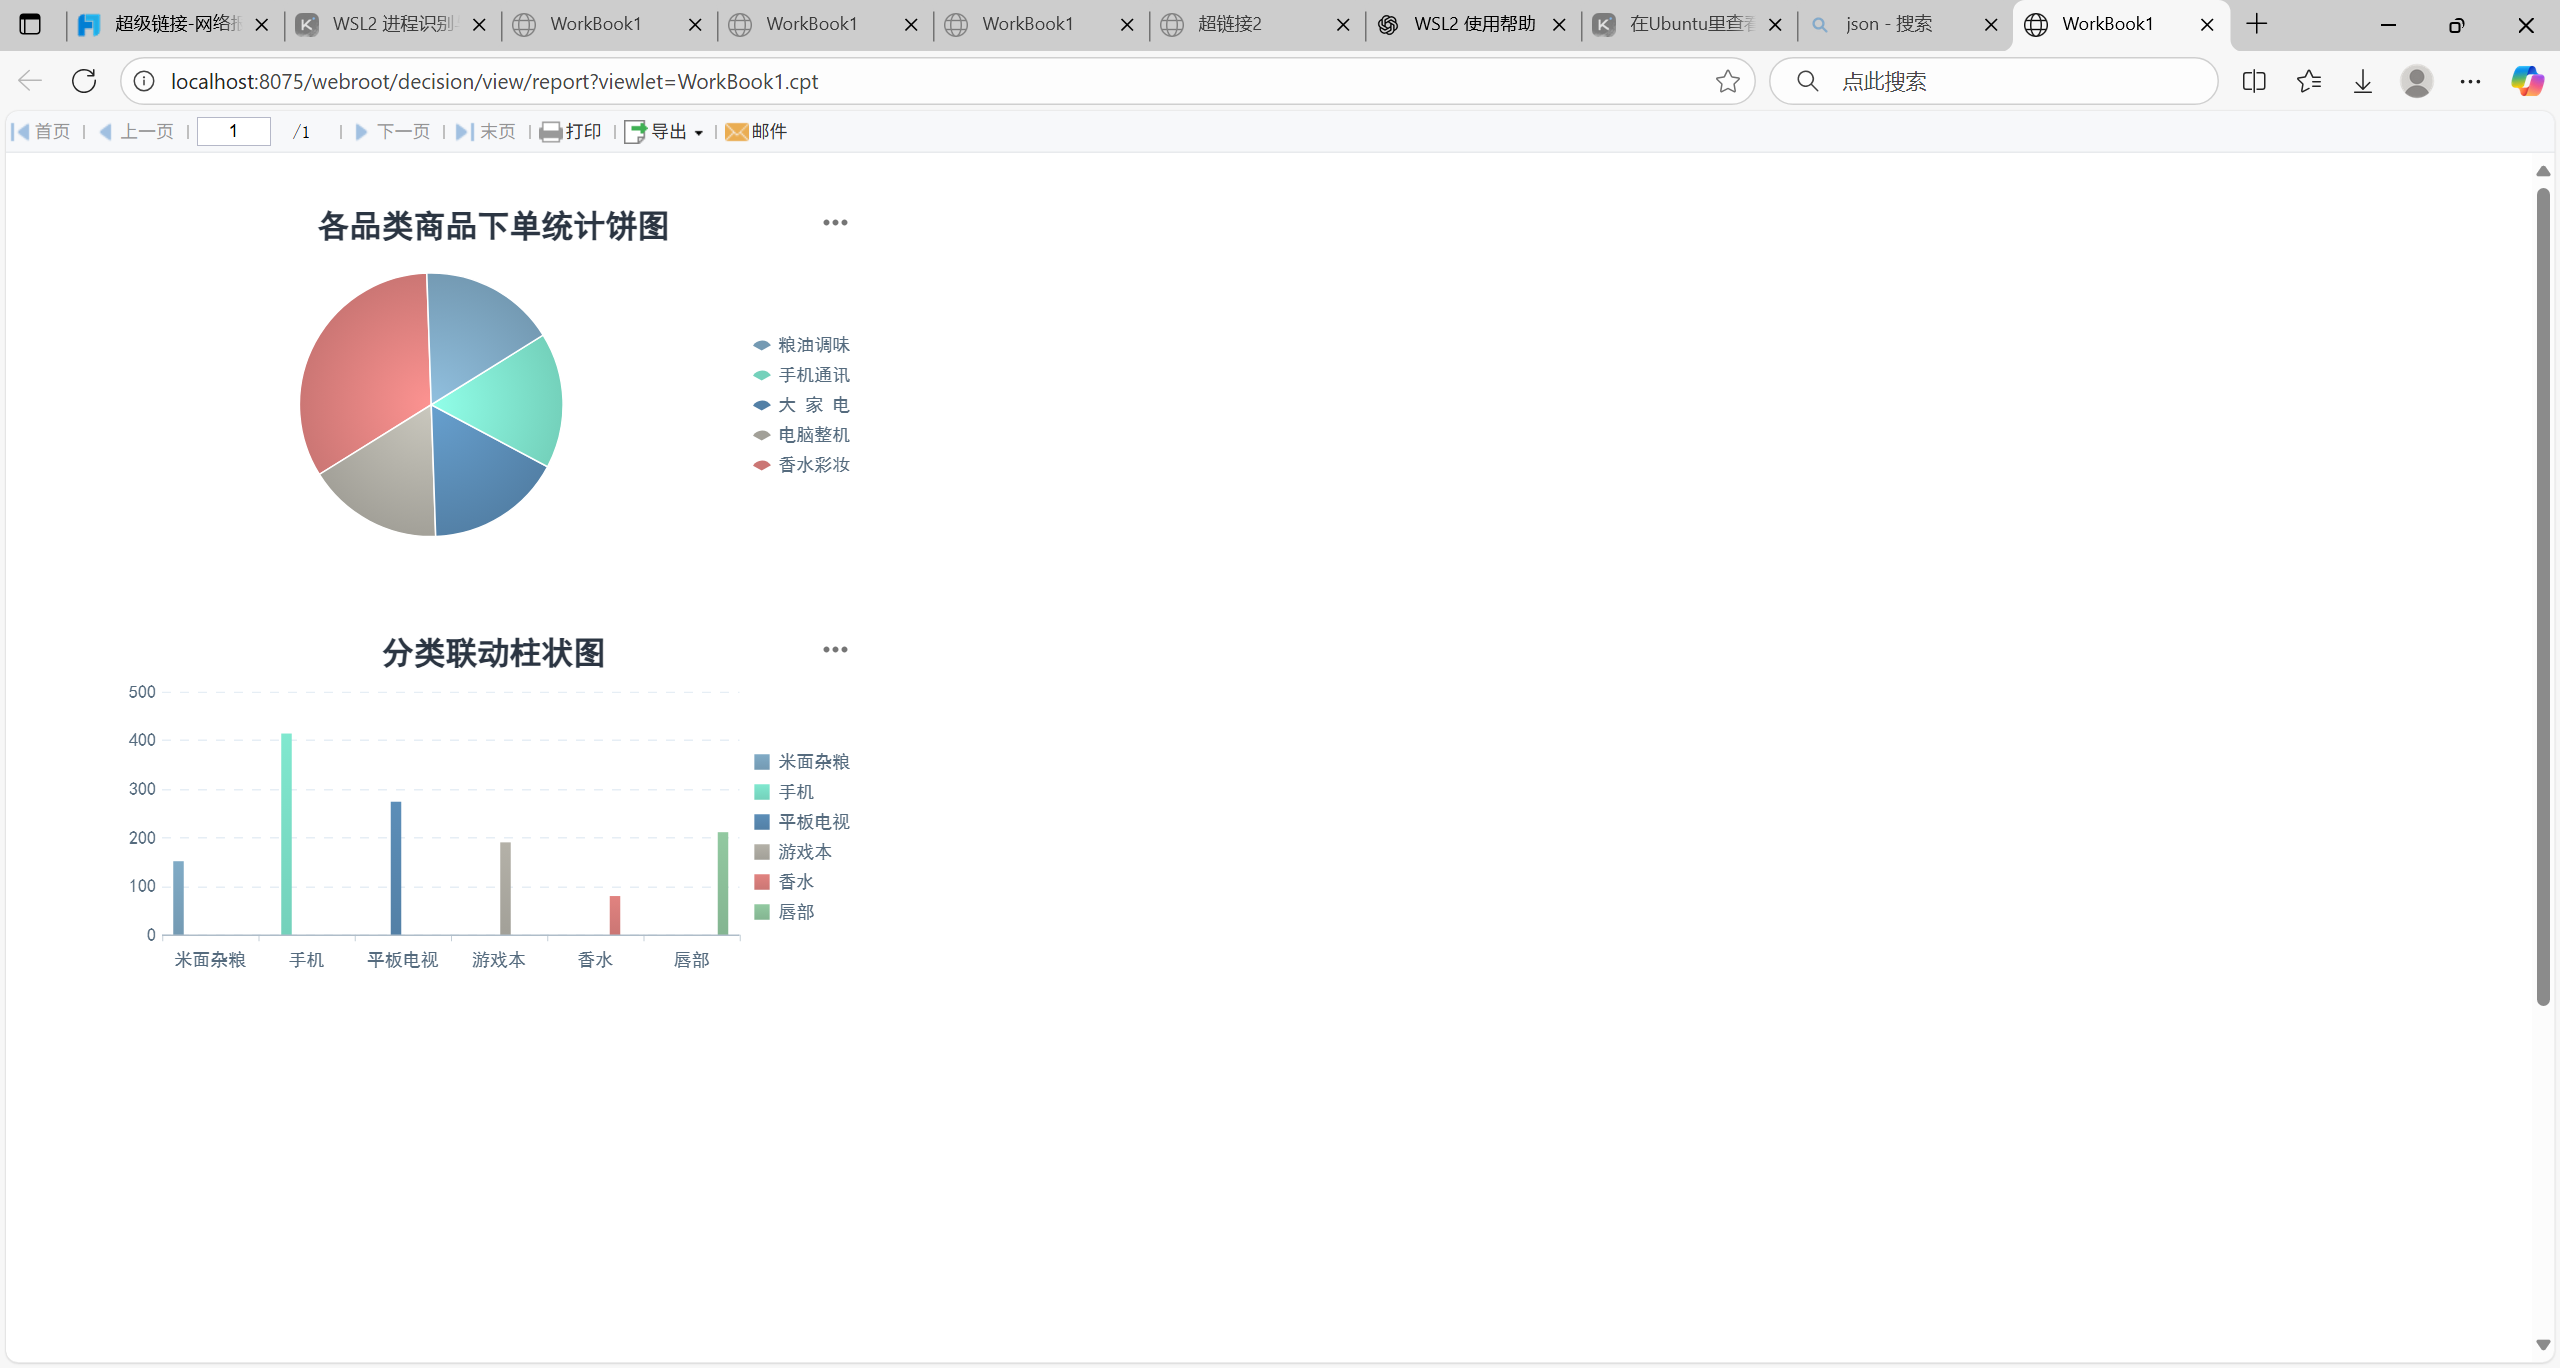 超级链接-网络报
WSL2 进程识别
WorkBook1
WorkBook1
WorkBook1
超链接2
WSL2 使用帮助
在Ubuntu里查看
json - 搜索
WorkBook1
localhost:8075/webroot/decision/view/report?viewlet=WorkBook1.cpt
点此搜索
首页 | 上一页 | 1 /1 | 下一页 | 末页 | 打印 | 导出 | 邮件
各品类商品下单统计饼图
粮油调味
手机通讯
大 家 电
电脑整机
香水彩妆
分类联动柱状图
500
400
300
200
100
0
米面杂粮 手机 平板电视 游戏本 香水 唇部
米面杂粮
手机
平板电视
游戏本
香水
唇部